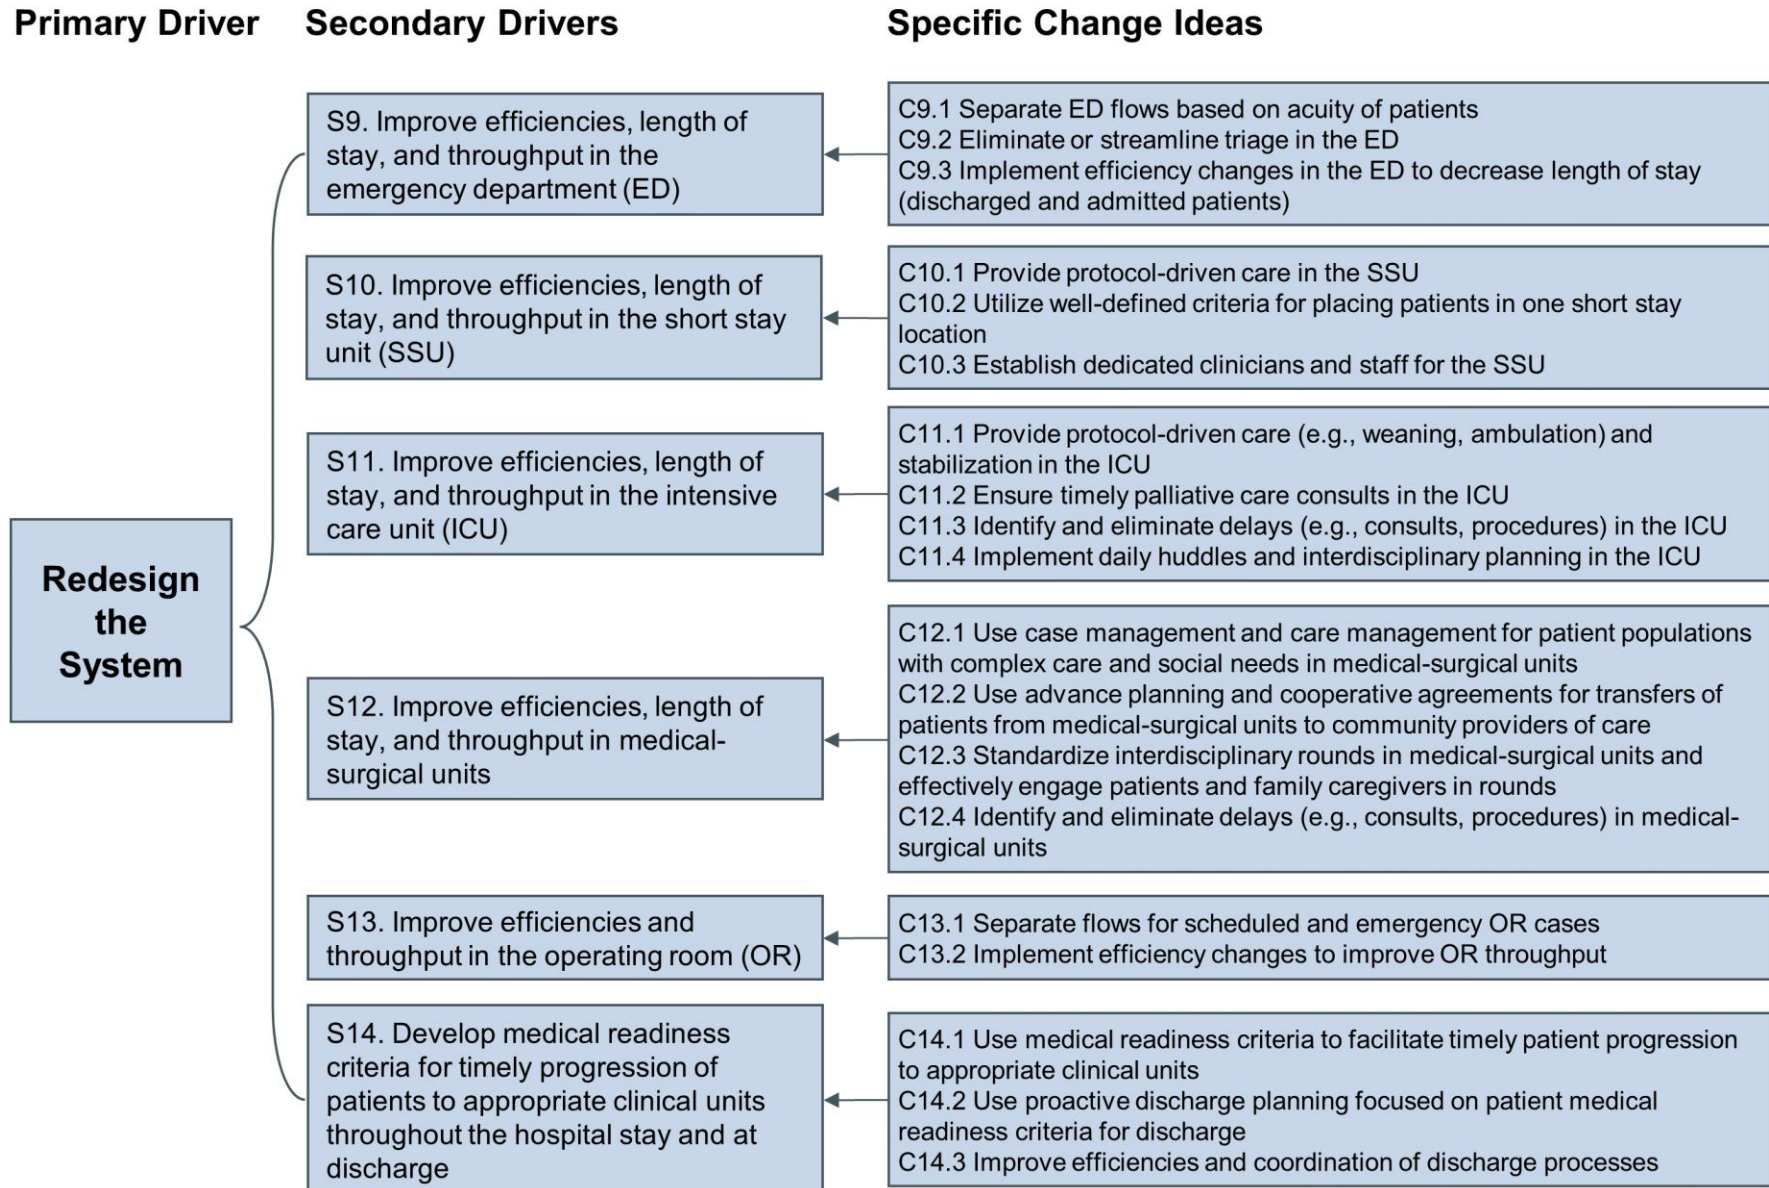 Primary Driver
Secondary Drivers
Specific Change Ideas
Redesign
the
System
S9. Improve efficiencies, length of
stay, and throughput in the
emergency department (ED)
C9.1 Separate ED flows based on acuity of patients
C9.2 Eliminate or streamline triage in the ED
C9.3 Implement efficiency changes in the ED to decrease length of stay
(discharged and admitted patients)
S10. Improve efficiencies, length of
stay, and throughput in the short stay
unit (SSU)
C10.1 Provide protocol-driven care in the SSU
C10.2 Utilize well-defined criteria for placing patients in one short stay
location
C10.3 Establish dedicated clinicians and staff for the SSU
S11. Improve efficiencies, length of
stay, and throughput in the intensive
care unit (ICU)
C11.1 Provide protocol-driven care (e.g., weaning, ambulation) and
stabilization in the ICU
C11.2 Ensure timely palliative care consults in the ICU
C11.3 Identify and eliminate delays (e.g., consults, procedures) in the ICU
C11.4 Implement daily huddles and interdisciplinary planning in the ICU
S12. Improve efficiencies, length of
stay, and throughput in medical-
surgical units
C12.1 Use case management and care management for patient populations
with complex care and social needs in medical-surgical units
C12.2 Use advance planning and cooperative agreements for transfers of
patients from medical-surgical units to community providers of care
C12.3 Standardize interdisciplinary rounds in medical-surgical units and
effectively engage patients and family caregivers in rounds
C12.4 Identify and eliminate delays (e.g., consults, procedures) in medical-
surgical units
S13. Improve efficiencies and
throughput in the operating room (OR)
C13.1 Separate flows for scheduled and emergency OR cases
C13.2 Implement efficiency changes to improve OR throughput
S14. Develop medical readiness
criteria for timely progression of
patients to appropriate clinical units
throughout the hospital stay and at
discharge
C14.1 Use medical readiness criteria to facilitate timely patient progression
to appropriate clinical units
C14.2 Use proactive discharge planning focused on patient medical
readiness criteria for discharge
C14.3 Improve efficiencies and coordination of discharge processes